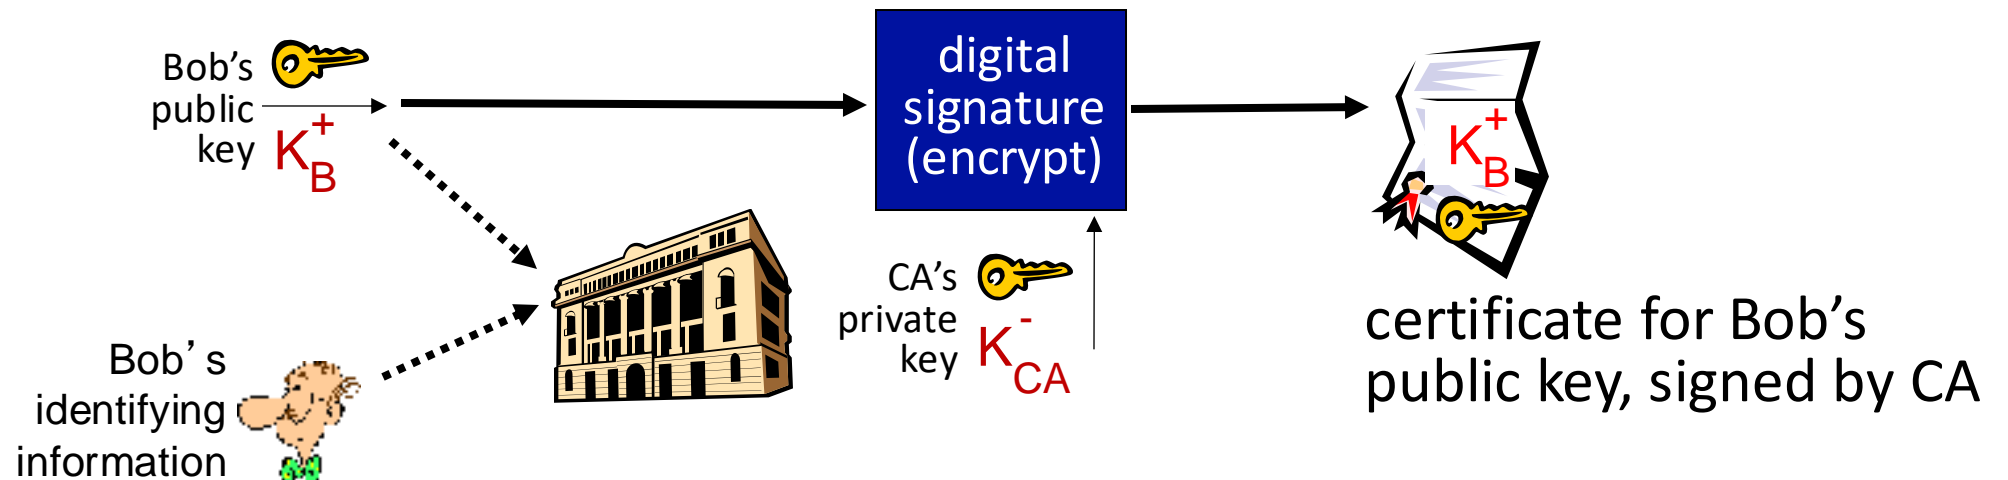 Bob’s
public
key
K
+
B
digital
signature
(encrypt)
K
+
B
CA’s
private
key
K
-
CA
certificate for Bob’s
public key, signed by CA
Bob’s
identifying
information